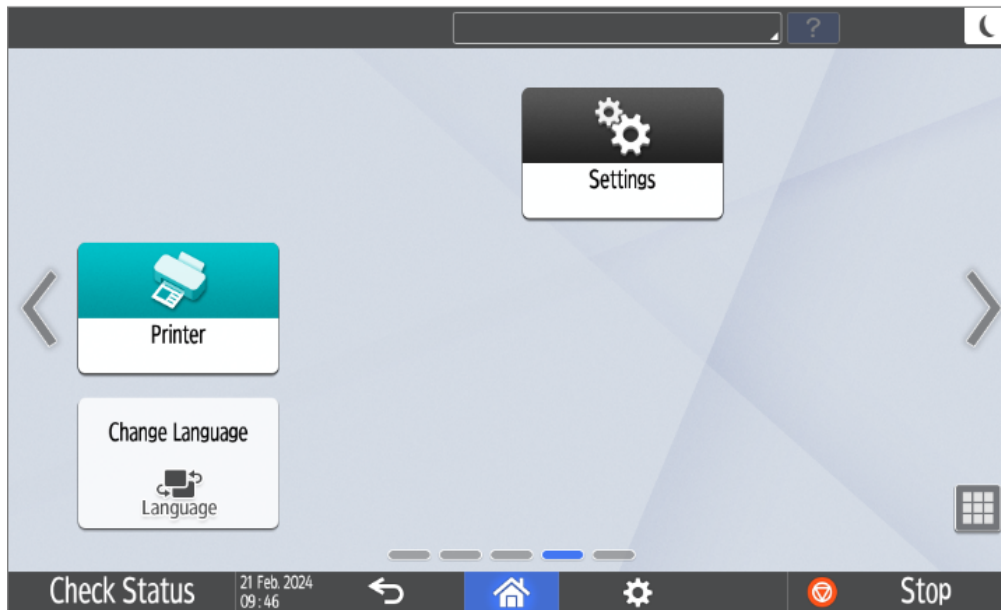 ?
Settings
Printer
Change Language
Language
Check Status
21 Feb. 2024
09:46
Stop